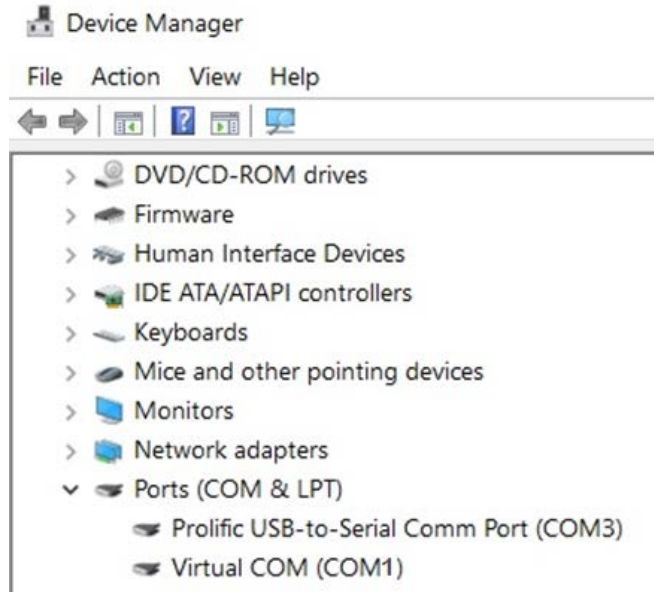 Device Manager
File Action View Help
DVD/CD-ROM drives
Firmware
Human Interface Devices
IDE ATA/ATAPI controllers
Keyboards
Mice and other pointing devices
Monitors
Network adapters
Ports (COM & LPT)
Prolific USB-to-Serial Comm Port (COM3)
Virtual COM (COM1)